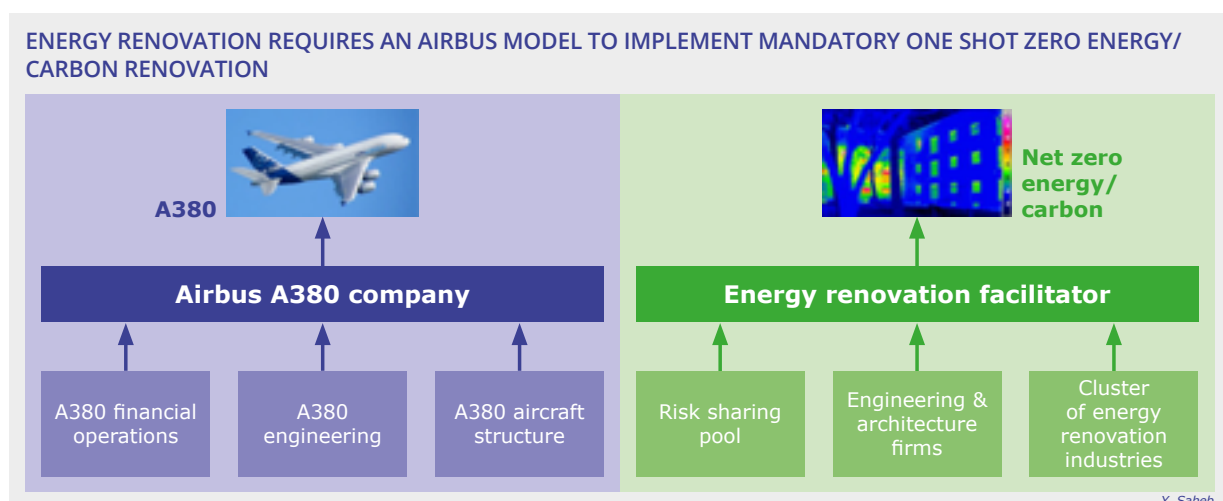 ENERGY RENOVATION REQUIRES AN AIRBUS MODEL TO IMPLEMENT MANDATORY ONE SHOT ZERO ENERGY/
CARBON RENOVATION
A380
Airbus A380 company
A380 financial
operations
A380
engineering
A380 aircraft
structure
Net zero
energy/
carbon
Energy renovation facilitator
Risk sharing
pool
Engineering &
architecture
firms
Cluster
of energy
renovation
industries
Y. Saheb